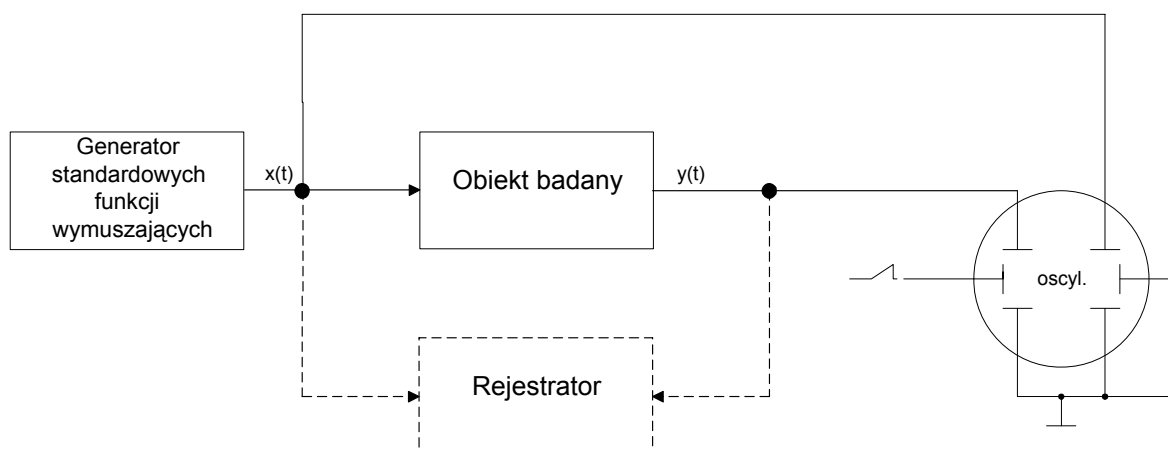 Generator
standardowych
funkcji
wymuszających
x(t)
Obiekt badany
y(t)
oscyl.
Rejestrator